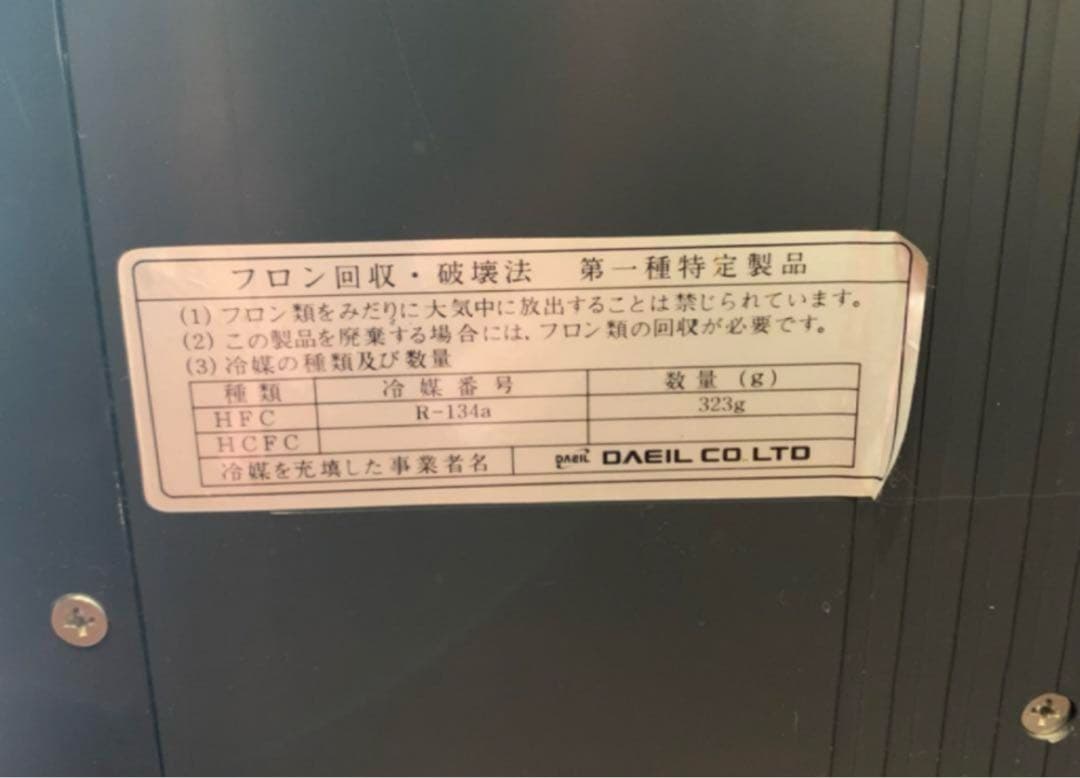 フロン回収・破壊法 第一種特定製品
(1) フロン類をみだりに大気中に放出することは禁じられています。
(2) この製品を廃棄する場合には、フロン類の回収が必要です。
(3) 冷媒の種類及び数量
種類 冷媒番号 数量 (g)
HFC R-134a 323g
HCFC
冷媒を充填した事業者名 DAEIL DAEIL CO. LTD